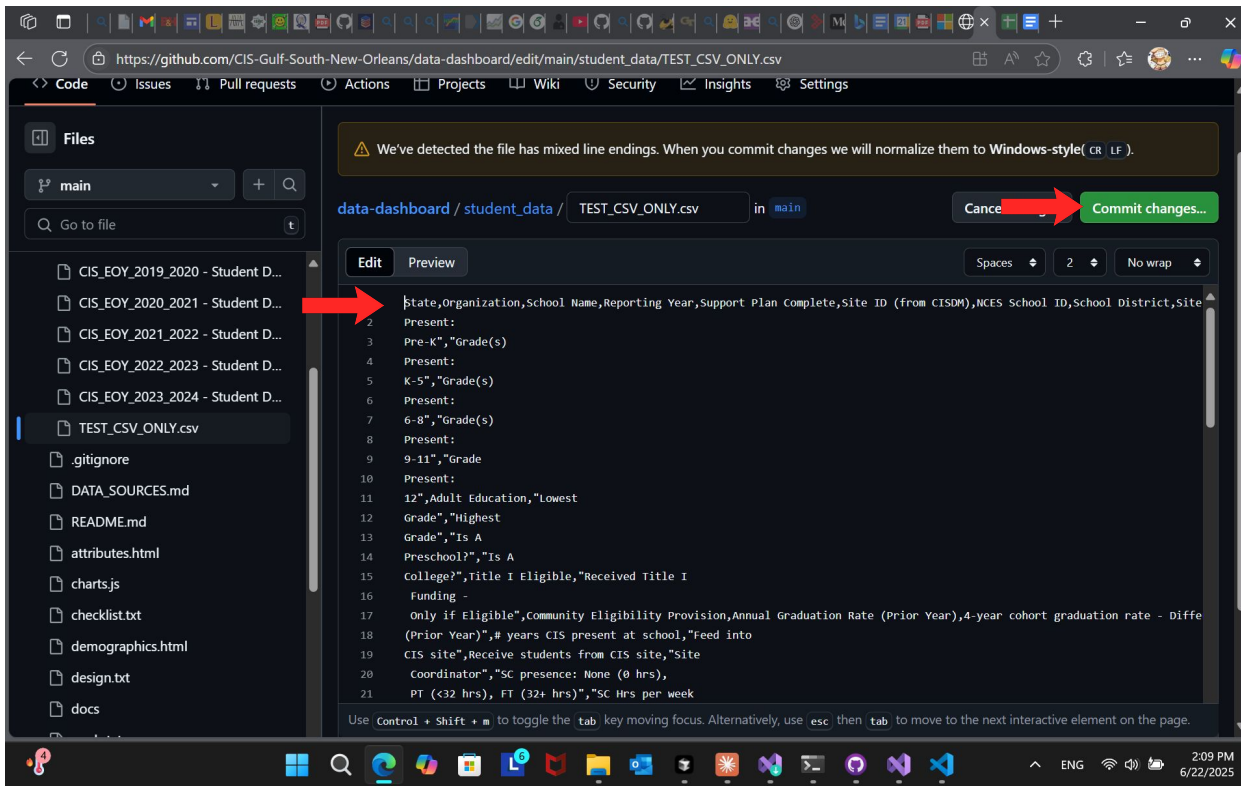 https://github.com/CIS-Gulf-South-New-Orleans/data-dashboard/edit/main/student_data/TEST_CSV_ONLY.csv
Code Issues Pull requests Actions Projects Wiki Security Insights Settings
Files
main
Go to file t
CIS_EOY_2019_2020 - Student D...
CIS_EOY_2020_2021 - Student D...
CIS_EOY_2021_2022 - Student D...
CIS_EOY_2022_2023 - Student D...
CIS_EOY_2023_2024 - Student D...
TEST_CSV_ONLY.csv
.gitignore
DATA_SOURCES.md
README.md
attributes.html
charts.js
checklist.txt
demographics.html
design.txt
docs
We've detected the file has mixed line endings. When you commit changes we will normalize them to Windows-style( CR LF ).
data-dashboard / student_data / TEST_CSV_ONLY.csv in main
Commit changes...
Edit Preview
Spaces 2 No wrap
State,Organization,School Name,Reporting Year,Support Plan Complete,Site ID (from CISDM),NCES School ID,School District,Site
2 Present:
3 Pre-K","Grade(s)
4 Present:
5 K-5","Grade(s)
6 Present:
7 6-8","Grade(s)
8 Present:
9 9-11","Grade
10 Present:
11 12",Adult Education,"Lowest
12 Grade","Highest
13 Grade","Is A
14 Preschool?","Is A
15 College?",Title I Eligible,"Received Title I
16 Funding -
17 Only if Eligible",Community Eligibility Provision,Annual Graduation Rate (Prior Year),4-year cohort graduation rate - Diffe
18 (Prior Year)",# years CIS present at school,"Feed into
19 CIS site",Receive students from CIS site,"Site
20 Coordinator","SC presence: None (0 hrs),
21 PT (<32 hrs), FT (32+ hrs)","SC Hrs per week
Use Control + Shift + m to toggle the tab key moving focus. Alternatively, use esc then tab to move to the next interactive element on the page.
4
6
ENG
2:09 PM
6/22/2025